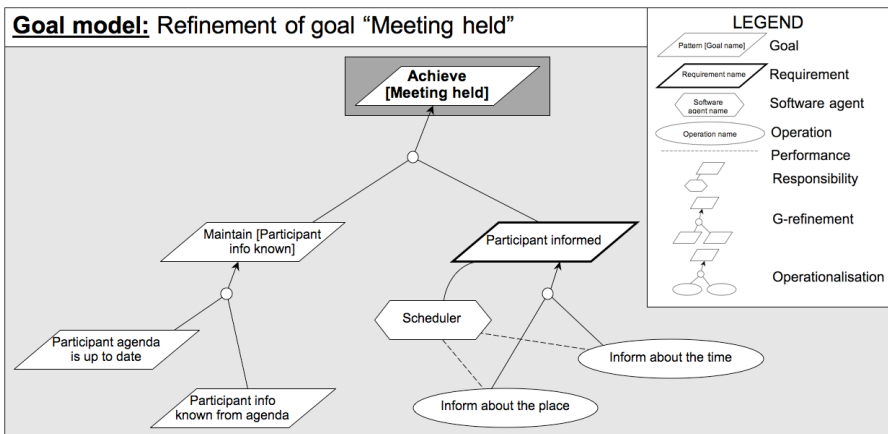 Goal model: Refinement of goal “Meeting held”
Achieve
[Meeting held]
Maintain [Participant
info known]
Participant informed
Scheduler
Participant agenda
is up to date
Inform about the time
Participant info
known from agenda
Inform about the place
LEGEND
Pattern [Goal name]
Goal
Requirement name
Requirement
Software
agent name
Software agent
Operation name
Operation
Performance
Responsibility
G-refinement
Operationalisation